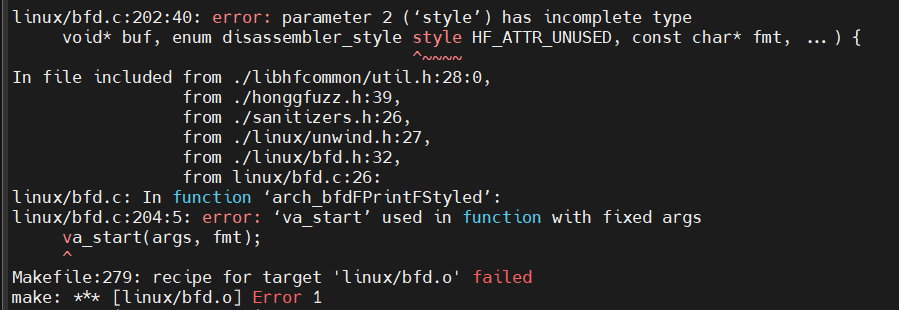 linux/bfd.c:202:40: error: parameter 2 (‘style’) has incomplete type
void* buf, enum disassembler_style style HF_ATTR_UNUSED, const char* fmt, ...) {
^~~~~
In file included from ./libhfcommon/util.h:28:0,
from ./honggfuzz.h:39,
from ./sanitizers.h:26,
from ./linux/unwind.h:27,
from ./linux/bfd.h:32,
from linux/bfd.c:26:
linux/bfd.c: In function ‘arch_bfdFPrintFStyled’:
linux/bfd.c:204:5: error: ‘va_start’ used in function with fixed args
va_start(args, fmt);
^
Makefile:279: recipe for target 'linux/bfd.o' failed
make: *** [linux/bfd.o] Error 1